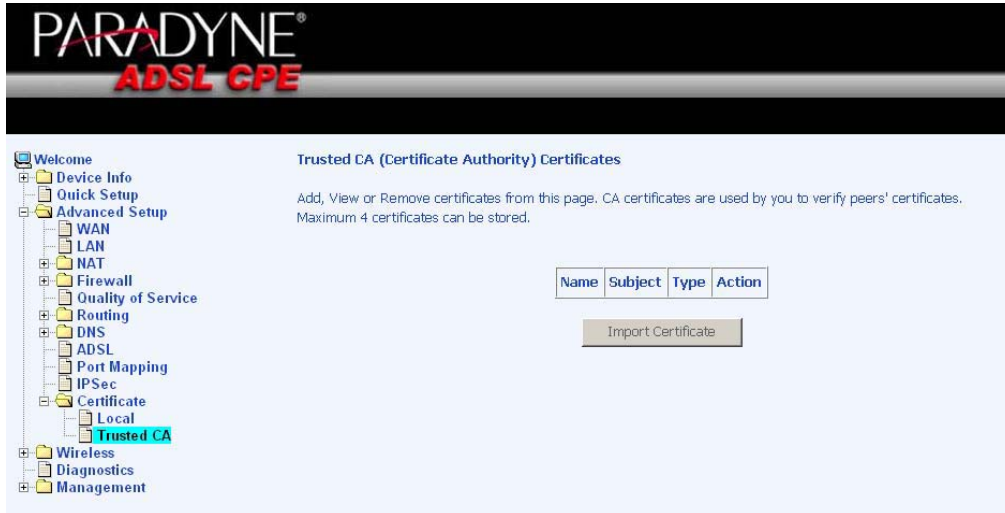 PARADYNE®
ADSL CPE
Welcome
Device Info
Quick Setup
Advanced Setup
WAN
LAN
NAT
Firewall
Quality of Service
Routing
DNS
ADSL
Port Mapping
IPSec
Certificate
Local
Trusted CA
Wireless
Diagnostics
Management
Trusted CA (Certificate Authority) Certificates
Add, View or Remove certificates from this page. CA certificates are used by you to verify peers' certificates.
Maximum 4 certificates can be stored.
Name Subject Type Action
Import Certificate